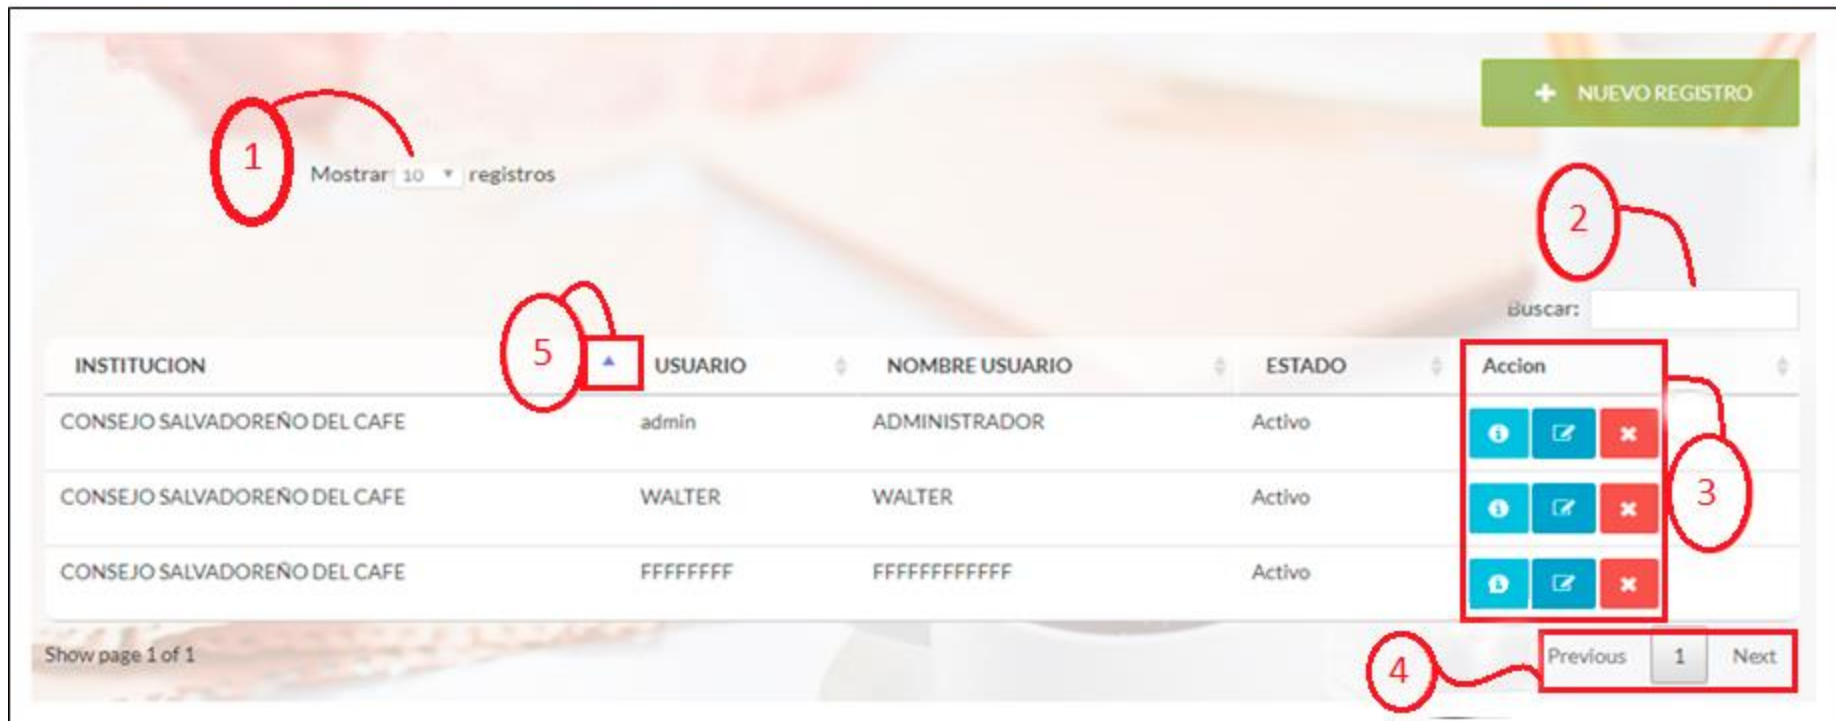 + NUEVO REGISTRO
1
Mostrar 10 registros
2
Buscar:
INSTITUCION 5 USUARIO NOMBRE USUARIO ESTADO Accion
CONSEJO SALVADOREÑO DEL CAFE admin ADMINISTRADOR Activo
CONSEJO SALVADOREÑO DEL CAFE WALTER WALTER Activo
3
CONSEJO SALVADOREÑO DEL CAFE FFFFFFFF FFFFFFFFFFFF Activo
Show page 1 of 1
4
Previous 1 Next